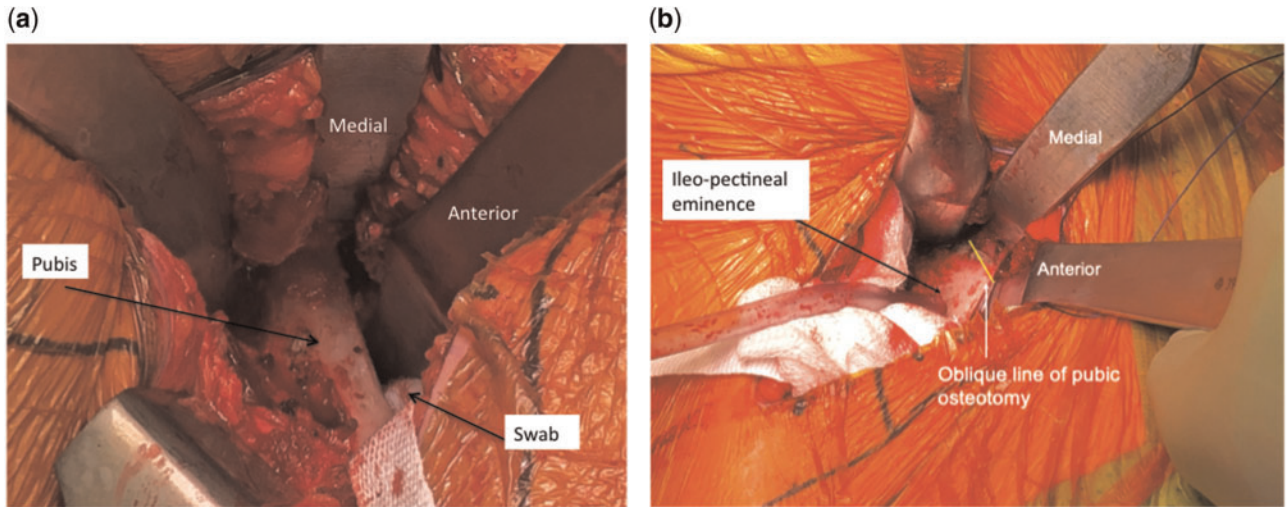 (a)
Medial
Anterior
Pubis
Swab
(b)
Medial
Ileo-pectineal
eminence
Anterior
Oblique line of pubic
osteotomy